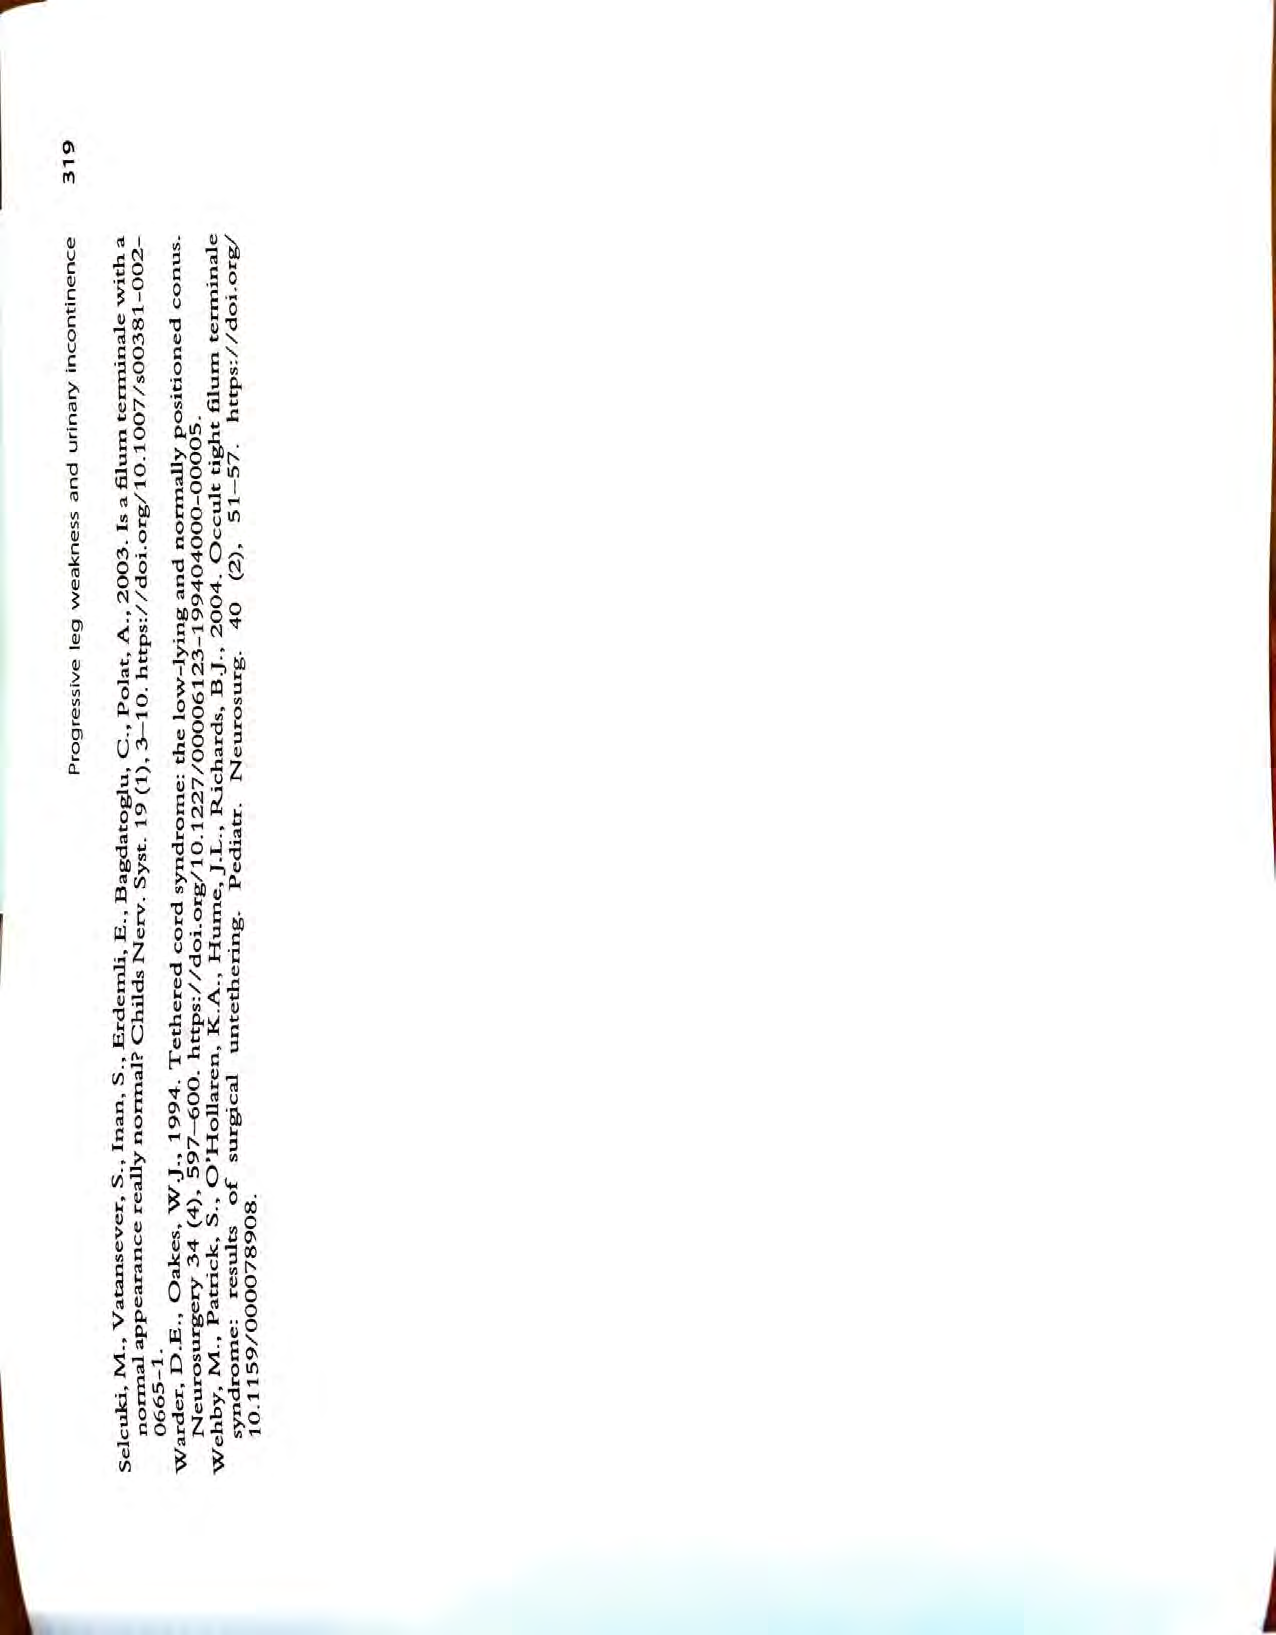 Progressive leg weakness and urinary incontinence 319
Selcuki, M., Vatansever, S., Inan, S., Erdemli, E., Bagdatoglu, C., Polat, A., 2003. Is a filum terminale with a
normal appearance really normal? Childs Nerv. Syst. 19 (1), 3–10. https://doi.org/10.1007/s00381-002-
0665-1.
Warder, D.E., Oakes, W.J., 1994. Tethered cord syndrome: the low-lying and normally positioned conus.
Neurosurgery 34 (4), 597–600. https://doi.org/10.1227/00006123-199404000-00005.
Wehby, M., Patrick, S., O'Hollaren, K.A., Hume, J.L., Richards, B.J., 2004. Occult tight filum terminale
syndrome: results of surgical untethering. Pediatr. Neurosurg. 40 (2), 51–57. https://doi.org/
10.1159/000078908.